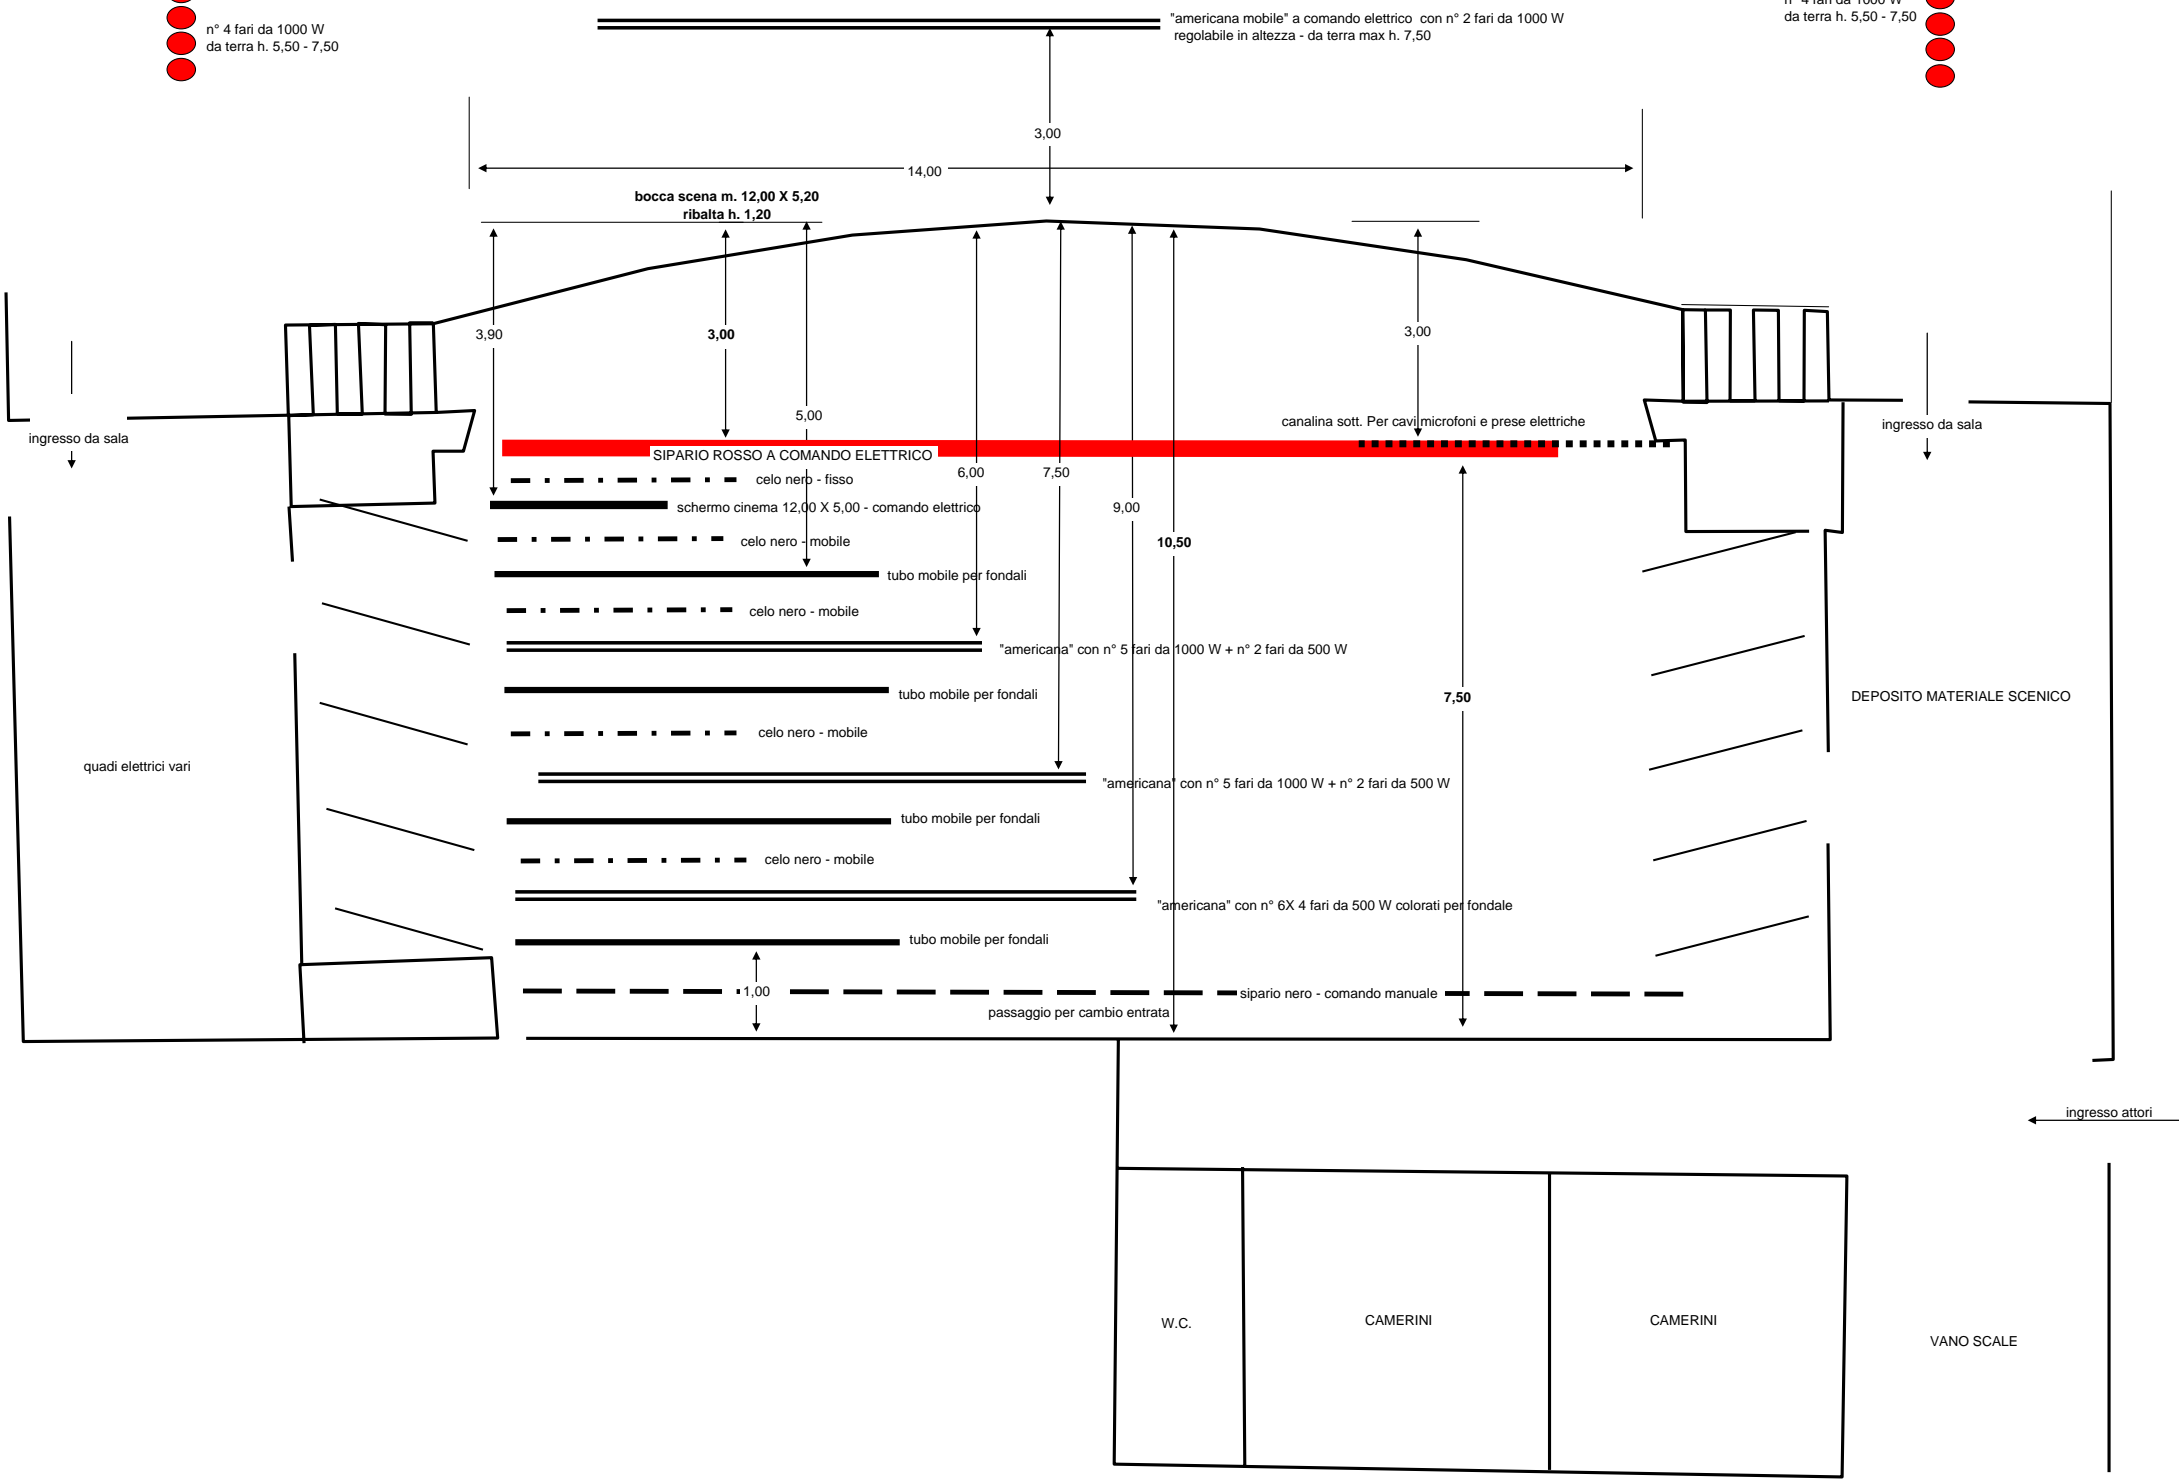 n° 4 fari da 1000 W
da terra h. 5,50 - 7,50
"americana mobile" a comando elettrico con n° 2 fari da 1000 W
regolabile in altezza - da terra max h. 7,50
n° 4 fari da 1000 W
da terra h. 5,50 - 7,50
3,00
14,00
bocca scena m. 12,00 X 5,20
ribalta h. 1,20
3,90
3,00
3,00
5,00
canalina sott. Per cavi microfoni e prese elettriche
ingresso da sala
ingresso da sala
SIPARIO ROSSO A COMANDO ELETTRICO
6,00
7,50
celo nero - fisso
schermo cinema 12,00 X 5,00 - comando elettrico
9,00
celo nero - mobile
10,50
tubo mobile per fondali
celo nero - mobile
"americana" con n° 5 fari da 1000 W + n° 2 fari da 500 W
tubo mobile per fondali
7,50
DEPOSITO MATERIALE SCENICO
celo nero - mobile
quadi elettrici vari
"americana" con n° 5 fari da 1000 W + n° 2 fari da 500 W
tubo mobile per fondali
celo nero - mobile
"americana" con n° 6X 4 fari da 500 W colorati per fondale
tubo mobile per fondali
1,00
sipario nero - comando manuale
passaggio per cambio entrata
ingresso attori
W.C.
CAMERINI
CAMERINI
VANO SCALE